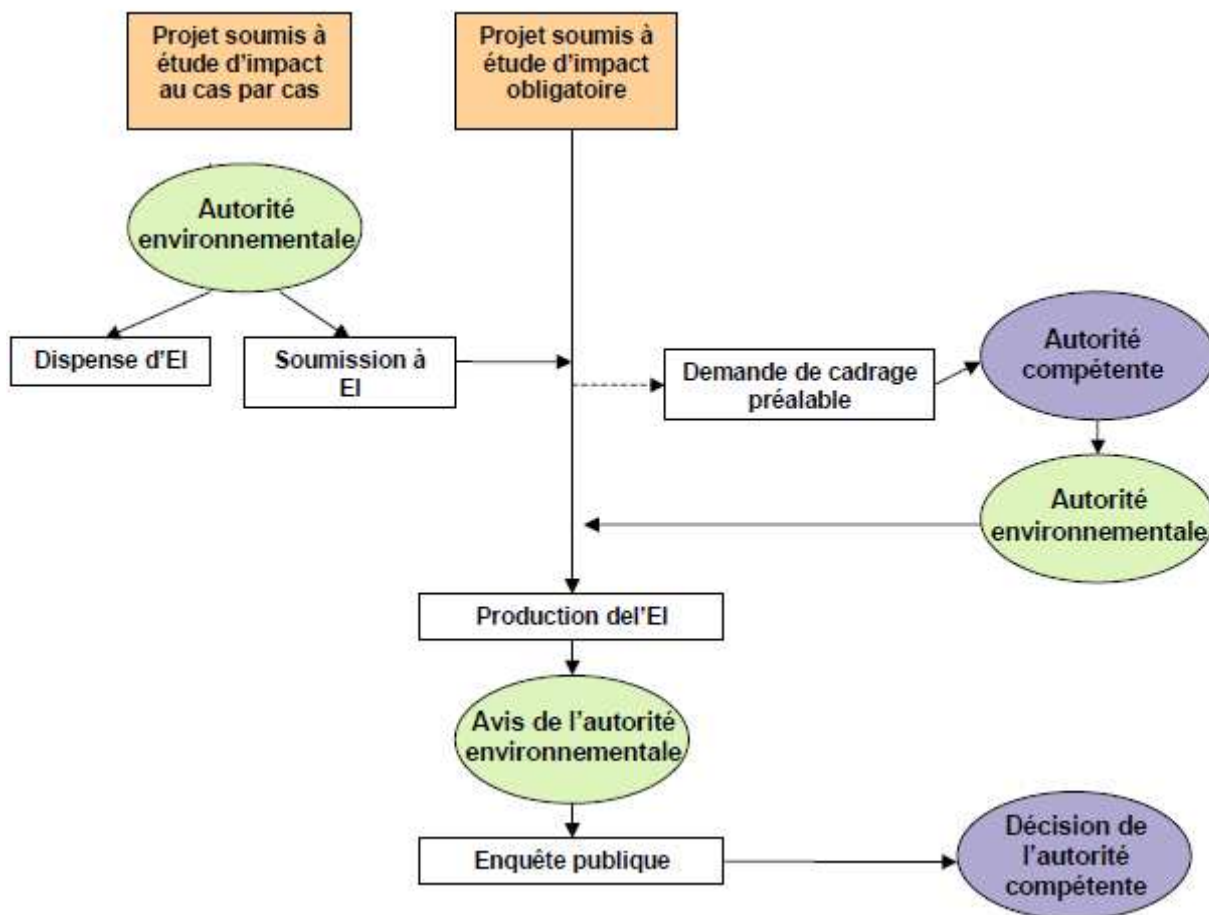 Projet soumis à
étude d'impact
au cas par cas
Projet soumis à
étude d'impact
obligatoire
Autorité
environnementale
Dispense d'EI
Soumission à
EI
Demande de cadrage
préalable
Autorité
compétente
Autorité
environnementale
Production del'EI
Avis de l'autorité
environnementale
Enquête publique
Décision de
l'autorité
compétente